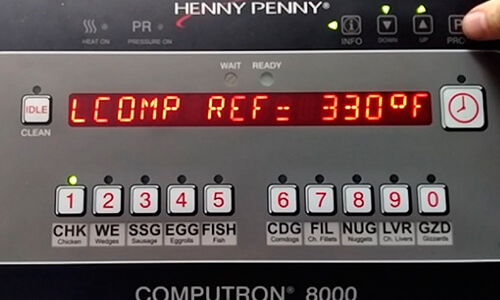 HENNY PENNY®
HEAT ON
PR
PRESSURE ON
INFO
DOWN
UP
WAIT READY
IDLE
CLEAN
LCOMP REF= 330°F
1 2 3 4 5 6 7 8 9 0
CHK WE SSG EGG FISH CDG FIL NUG LVR GZD
Chicken Wedges Sausage Eggrolls Fish Corndogs Ch. Fillets Nuggets Ch. Livers Gizzards
COMPUTRON® 8000